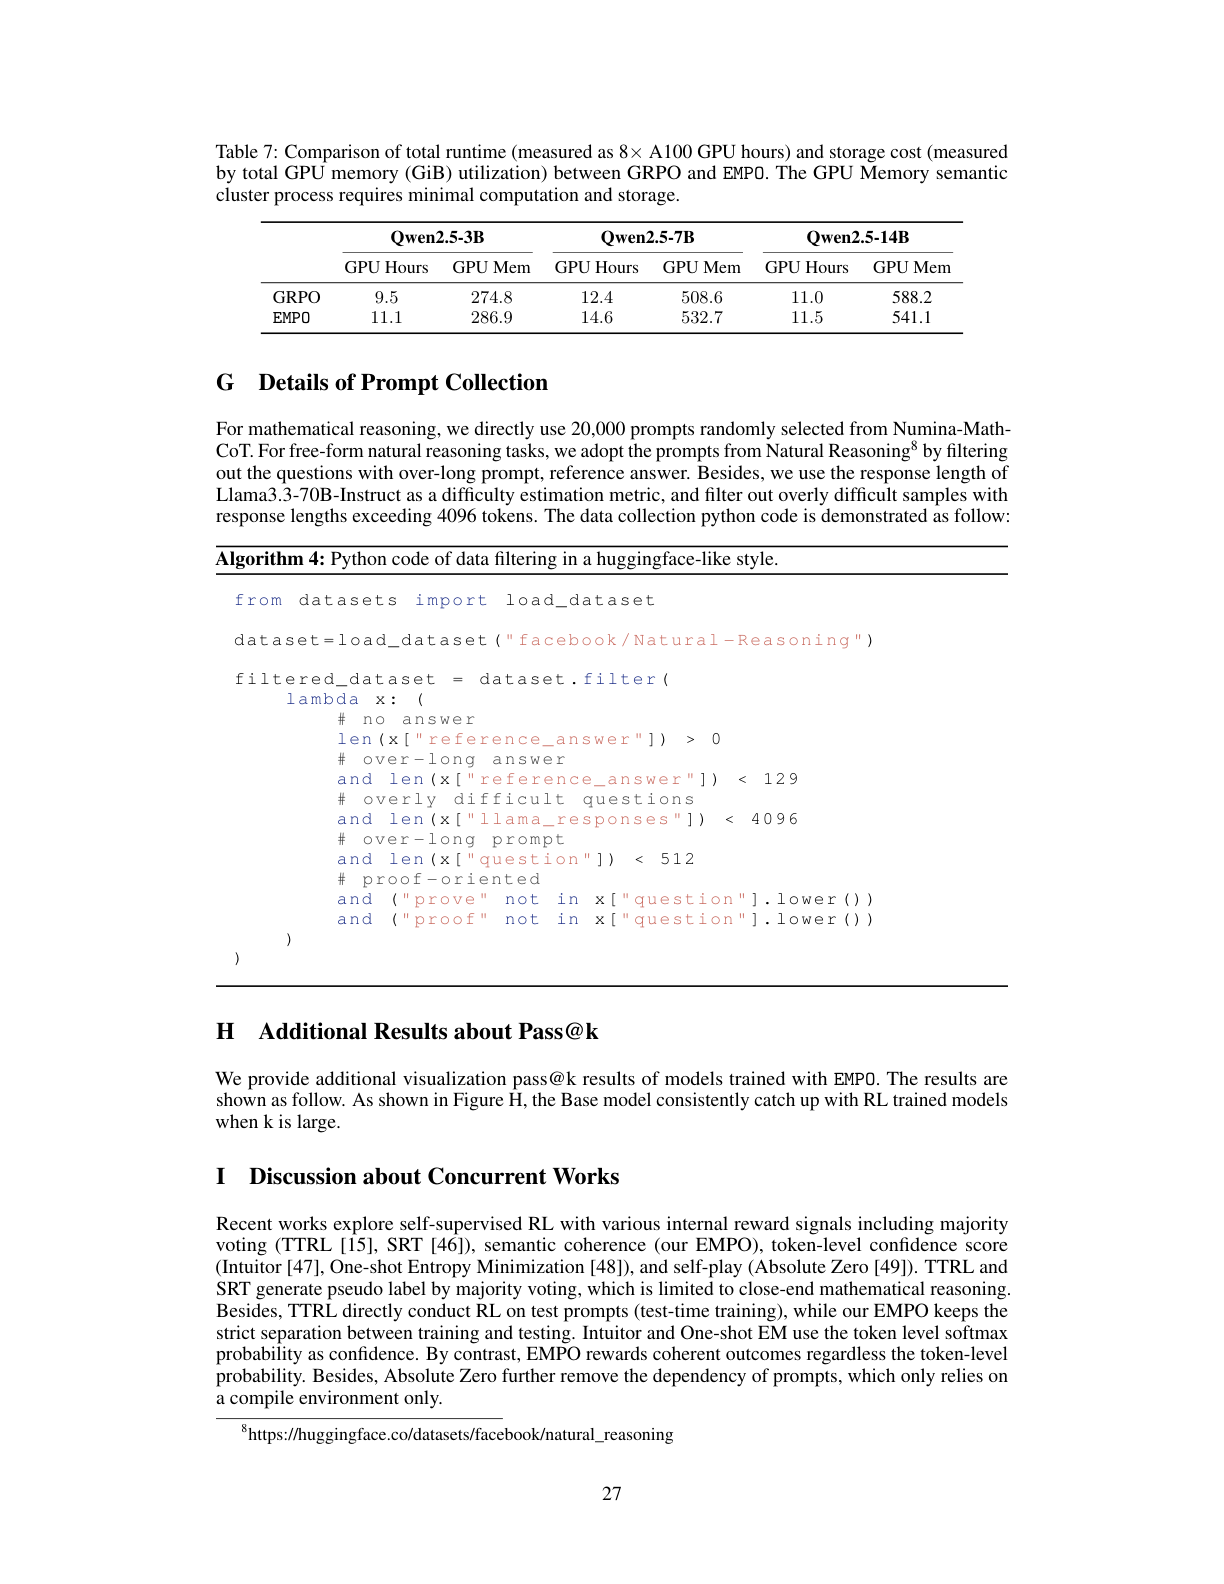 Table 7: Comparison of total runtime (measured as 8× A100 GPU hours) and storage cost (measured
by total GPU memory (GiB) utilization) between GRPO and EMPO. The GPU Memory semantic
cluster process requires minimal computation and storage.
Qwen2.5-3B Qwen2.5-7B Qwen2.5-14B
GPU Hours GPU Mem GPU Hours GPU Mem GPU Hours GPU Mem
GRPO 9.5 274.8 12.4 508.6 11.0 588.2
EMPO 11.1 286.9 14.6 532.7 11.5 541.1
G Details of Prompt Collection
For mathematical reasoning, we directly use 20,000 prompts randomly selected from Numina-Math-
CoT. For free-form natural reasoning tasks, we adopt the prompts from Natural Reasoning⁸ by filtering
out the questions with over-long prompt, reference answer. Besides, we use the response length of
Llama3.3-70B-Instruct as a difficulty estimation metric, and filter out overly difficult samples with
response lengths exceeding 4096 tokens. The data collection python code is demonstrated as follow:
Algorithm 4: Python code of data filtering in a huggingface-like style.
from datasets import load_dataset
dataset=load_dataset("facebook/Natural-Reasoning")
filtered_dataset = dataset.filter(
lambda x: (
# no answer
len(x["reference_answer"]) > 0
# over-long answer
and len(x["reference_answer"]) < 129
# overly difficult questions
and len(x["llama_responses"]) < 4096
# over-long prompt
and len(x["question"]) < 512
# proof-oriented
and ("prove" not in x["question"].lower())
and ("proof" not in x["question"].lower())
)
)
H Additional Results about Pass@k
We provide additional visualization pass@k results of models trained with EMPO. The results are
shown as follow. As shown in Figure H, the Base model consistently catch up with RL trained models
when k is large.
I Discussion about Concurrent Works
Recent works explore self-supervised RL with various internal reward signals including majority
voting (TTRL [15], SRT [46]), semantic coherence (our EMPO), token-level confidence score
(Intuitor [47], One-shot Entropy Minimization [48]), and self-play (Absolute Zero [49]). TTRL and
SRT generate pseudo label by majority voting, which is limited to close-end mathematical reasoning.
Besides, TTRL directly conduct RL on test prompts (test-time training), while our EMPO keeps the
strict separation between training and testing. Intuitor and One-shot EM use the token level softmax
probability as confidence. By contrast, EMPO rewards coherent outcomes regardless the token-level
probability. Besides, Absolute Zero further remove the dependency of prompts, which only relies on
a compile environment only.
⁸https://huggingface.co/datasets/facebook/natural_reasoning
27